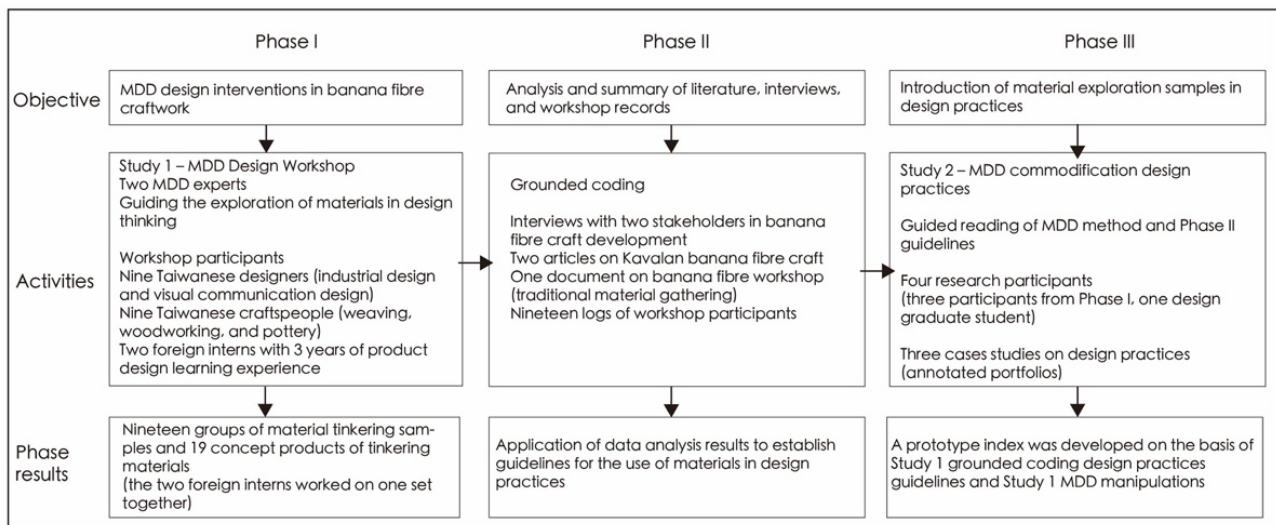 Phase I
Phase II
Phase III
Objective
MDD design interventions in banana fibre
craftwork
Analysis and summary of literature, interviews,
and workshop records
Introduction of material exploration samples in
design practices
Activities
Study 1 – MDD Design Workshop
Two MDD experts
Guiding the exploration of materials in design
thinking
Workshop participants
Nine Taiwanese designers (industrial design
and visual communication design)
Nine Taiwanese craftspeople (weaving,
woodworking, and pottery)
Two foreign interns with 3 years of product
design learning experience
Grounded coding
Interviews with two stakeholders in banana
fibre craft development
Two articles on Kavalan banana fibre craft
One document on banana fibre workshop
(traditional material gathering)
Nineteen logs of workshop participants
Study 2 – MDD commodification design
practices
Guided reading of MDD method and Phase II
guidelines
Four research participants
(three participants from Phase I, one design
graduate student)
Three cases studies on design practices
(annotated portfolios)
Phase
results
Nineteen groups of material tinkering sam-
ples and 19 concept products of tinkering
materials
(the two foreign interns worked on one set
together)
Application of data analysis results to establish
guidelines for the use of materials in design
practices
A prototype index was developed on the basis of
Study 1 grounded coding design practices
guidelines and Study 1 MDD manipulations